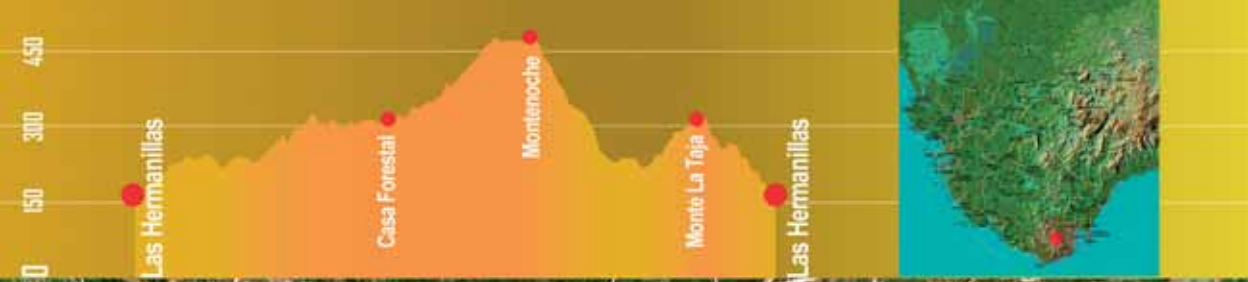 450
300
150
0
Las Hermanillas
Casa Forestal
Montenoche
Monte La Taja
Las Hermanillas